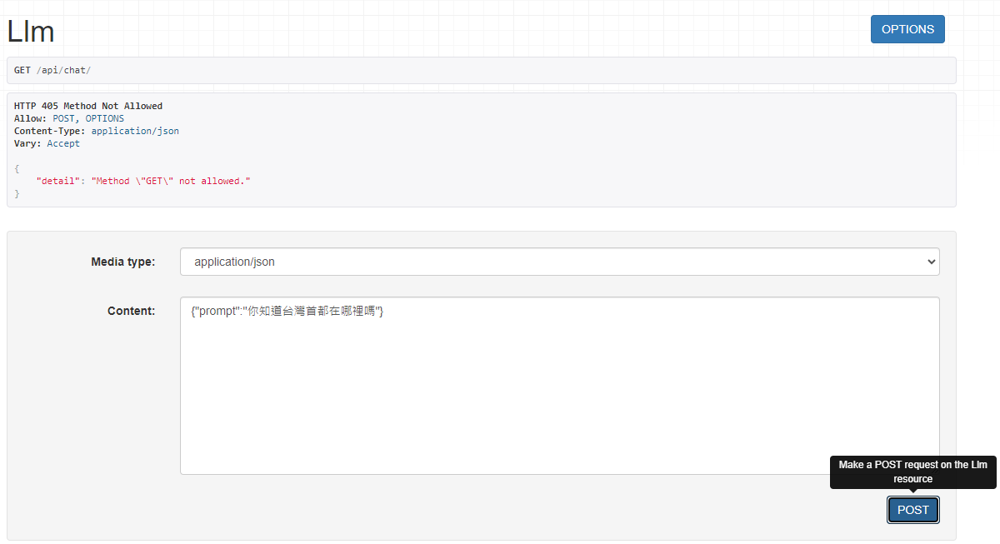 Llm
OPTIONS
GET /api/chat/
HTTP 405 Method Not Allowed
Allow: POST, OPTIONS
Content-Type: application/json
Vary: Accept
{
"detail": "Method \"GET\" not allowed."
}
Media type:
application/json
Content:
{"prompt":"你知道台灣首都在哪裡嗎"}
Make a POST request on the Llm
resource
POST